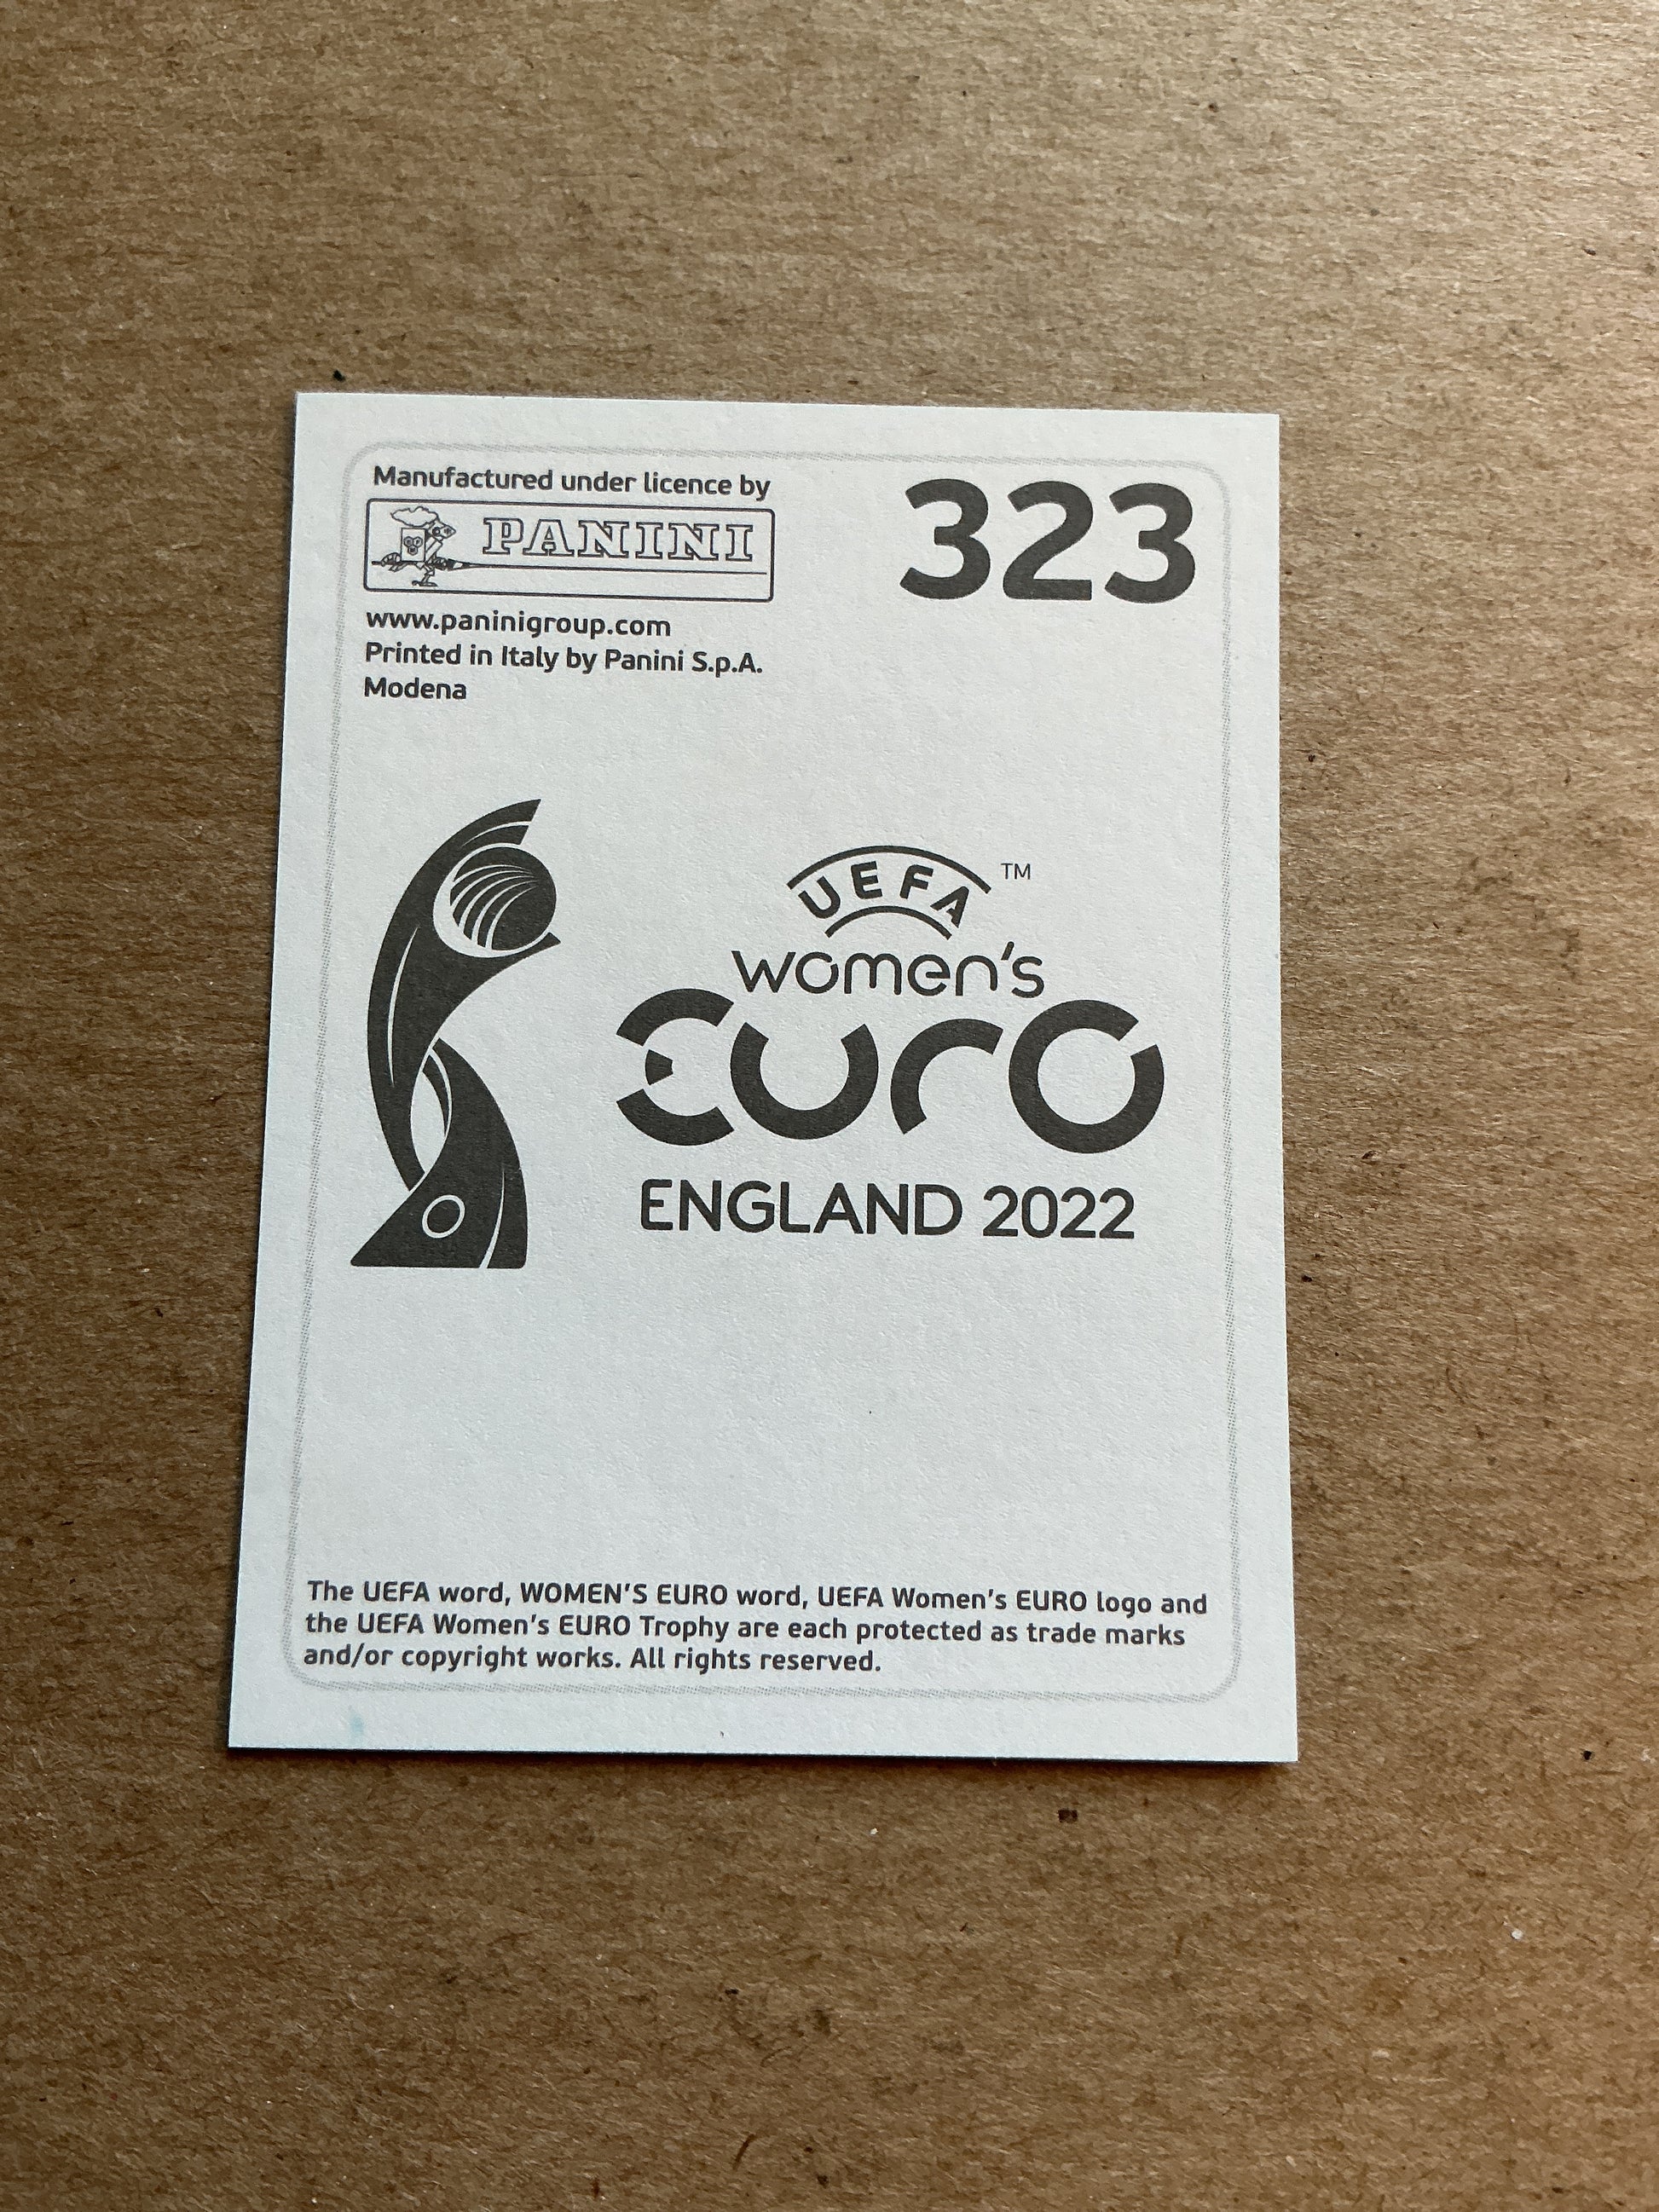 Manufactured under licence by
PANINI
323
www.paninigroup.com
Printed in Italy by Panini S.p.A.
Modena
UEFA TM
women's
EURO
ENGLAND 2022
The UEFA word, WOMEN'S EURO word, UEFA Women's EURO logo and
the UEFA Women's EURO Trophy are each protected as trade marks
and/or copyright works. All rights reserved.